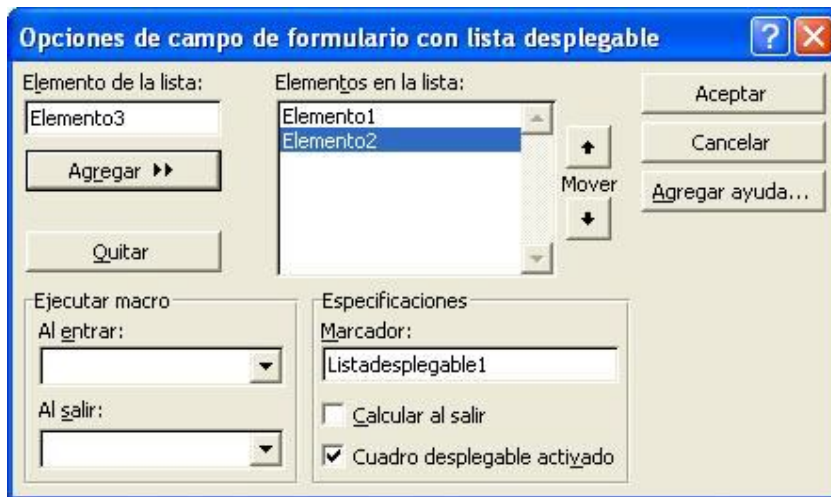 Opciones de campo de formulario con lista desplegable
Elemento de la lista:
Elemento3
Agregar
Quitar
Elementos en la lista:
Elemento1
Elemento2
Mover
Aceptar
Cancelar
Agregar ayuda...
Ejecutar macro
Al entrar:
Al salir:
Especificaciones
Marcador:
Listadesplegable1
Calcular al salir
Cuadro desplegable activado